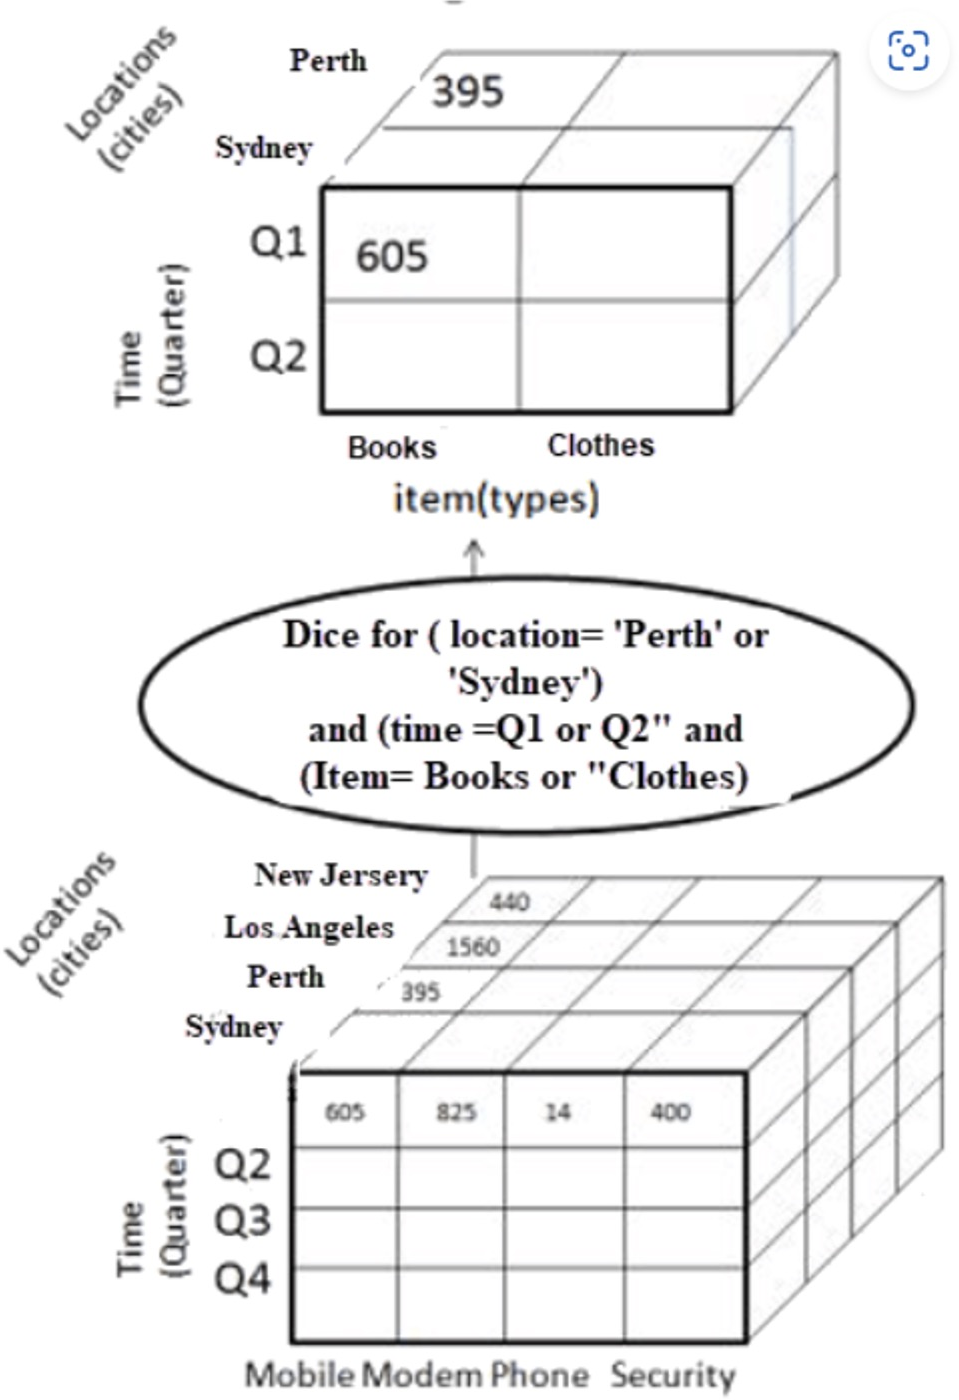 Locations
(cities)
Perth
395
Sydney
Time
(Quarter)
Q1
605
Q2
Books Clothes
item(types)
Dice for ( location= 'Perth' or
'Sydney')
and (time =Q1 or Q2" and
(Item= Books or "Clothes)
Locations
(cities)
New Jersery
440
Los Angeles
1560
Perth
395
Sydney
605 825 14 400
Time
(Quarter)
Q2
Q3
Q4
Mobile Modem Phone Security